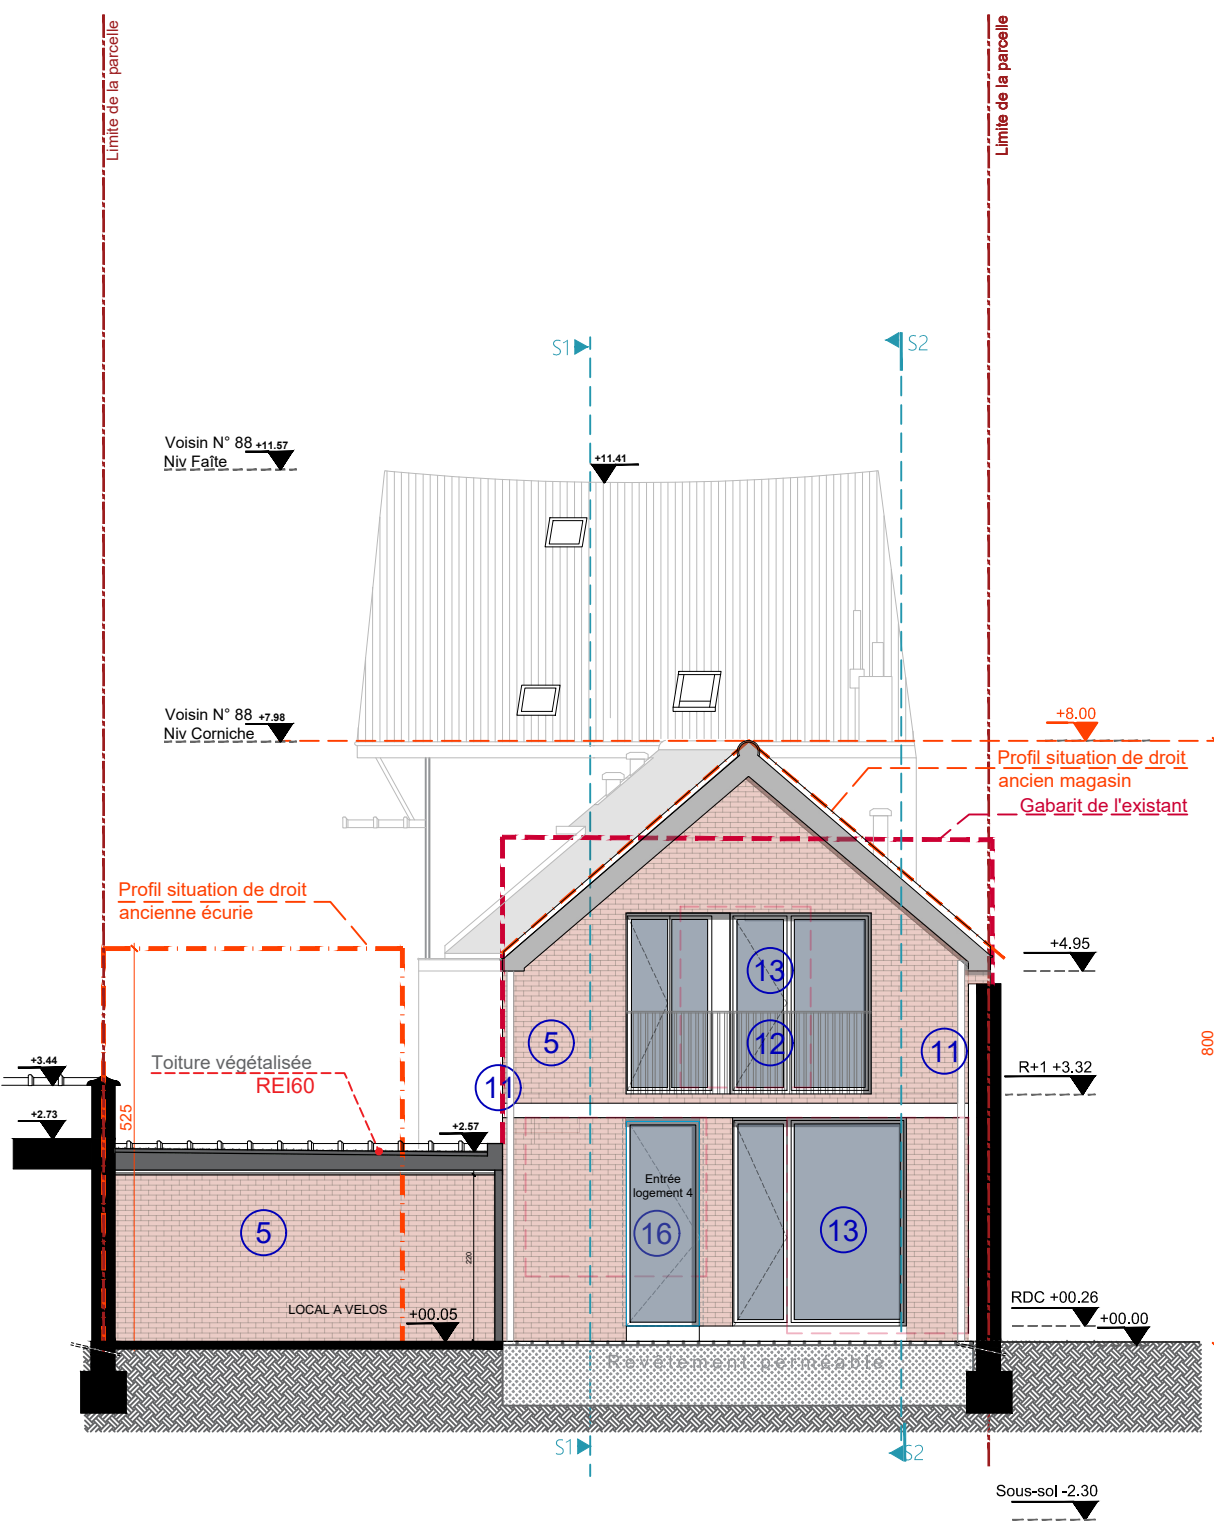 Limite de la parcelle
Limite de la parcelle
S1
S2
Voisin N° 88 +11.57
Niv Faîte
+11.41
Voisin N° 88 +7.98
Niv Corniche
+8.00
Profil situation de droit
ancien magasin
Gabarit de l'existant
Profil situation de droit
ancienne écurie
+4.95
13
5
12
11
11
800
Toiture végétalisée
REI60
+3.44
R+1 +3.32
525
+2.73
+2.57
Entrée
logement 4
5
16
13
220
LOCAL A VELOS
+00.05
RDC +00.26
+00.00
Revêtement perméable
S1
S2
Sous-sol -2.30